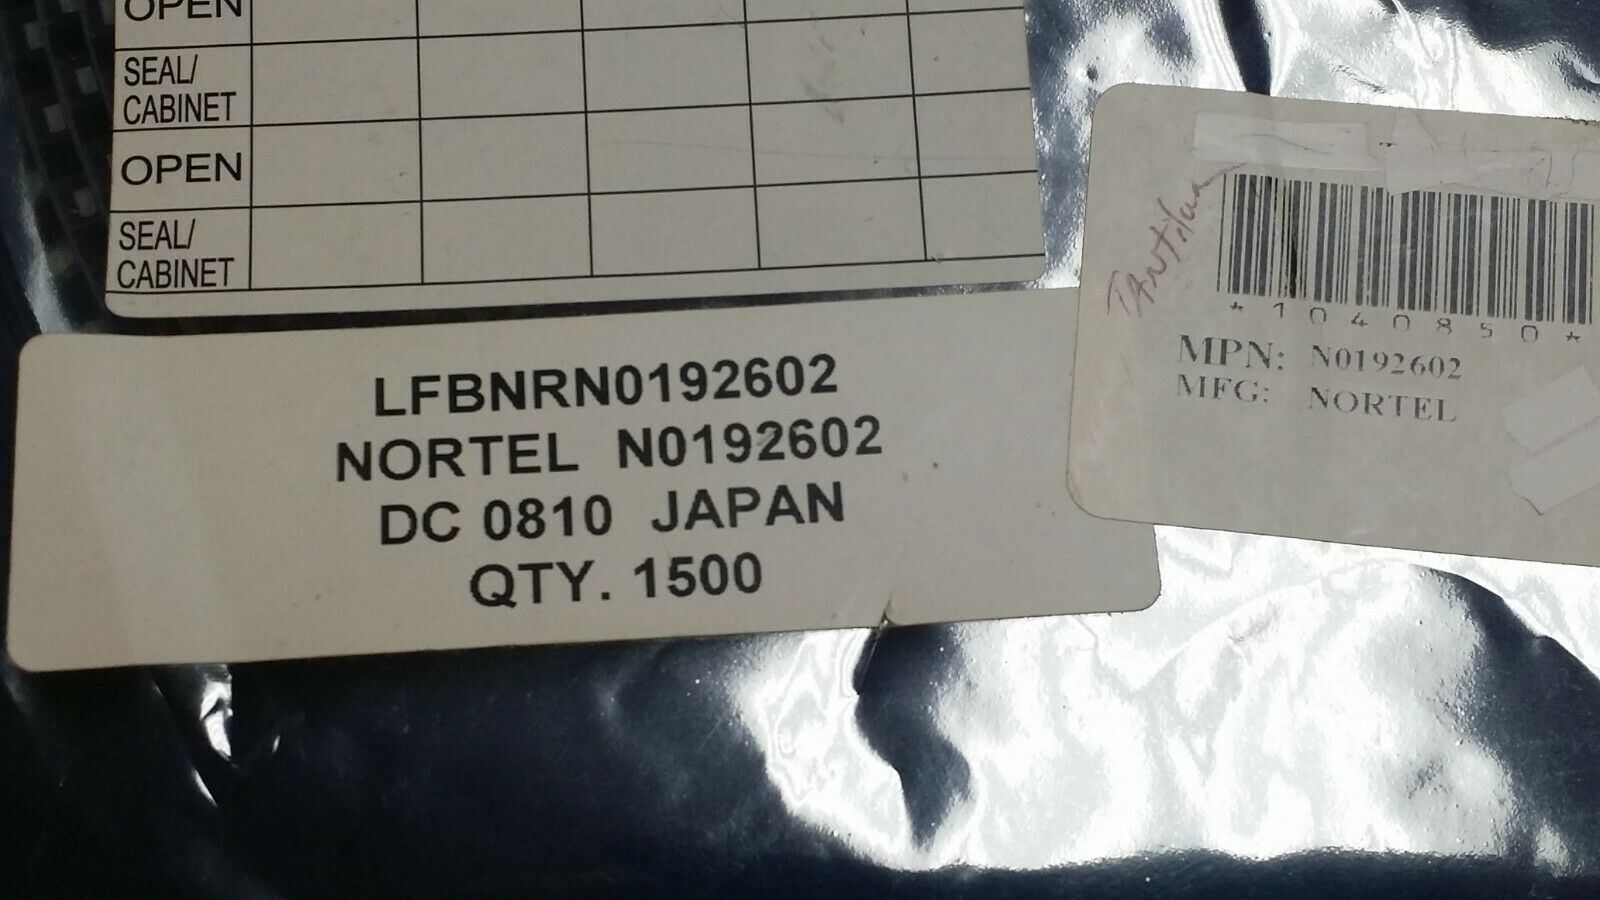 OPEN
SEAL/
CABINET
OPEN
SEAL/
CABINET
LFBNRN0192602
NORTEL N0192602
DC 0810 JAPAN
QTY. 1500
*1040850*
MPN: N0192602
MFG: NORTEL